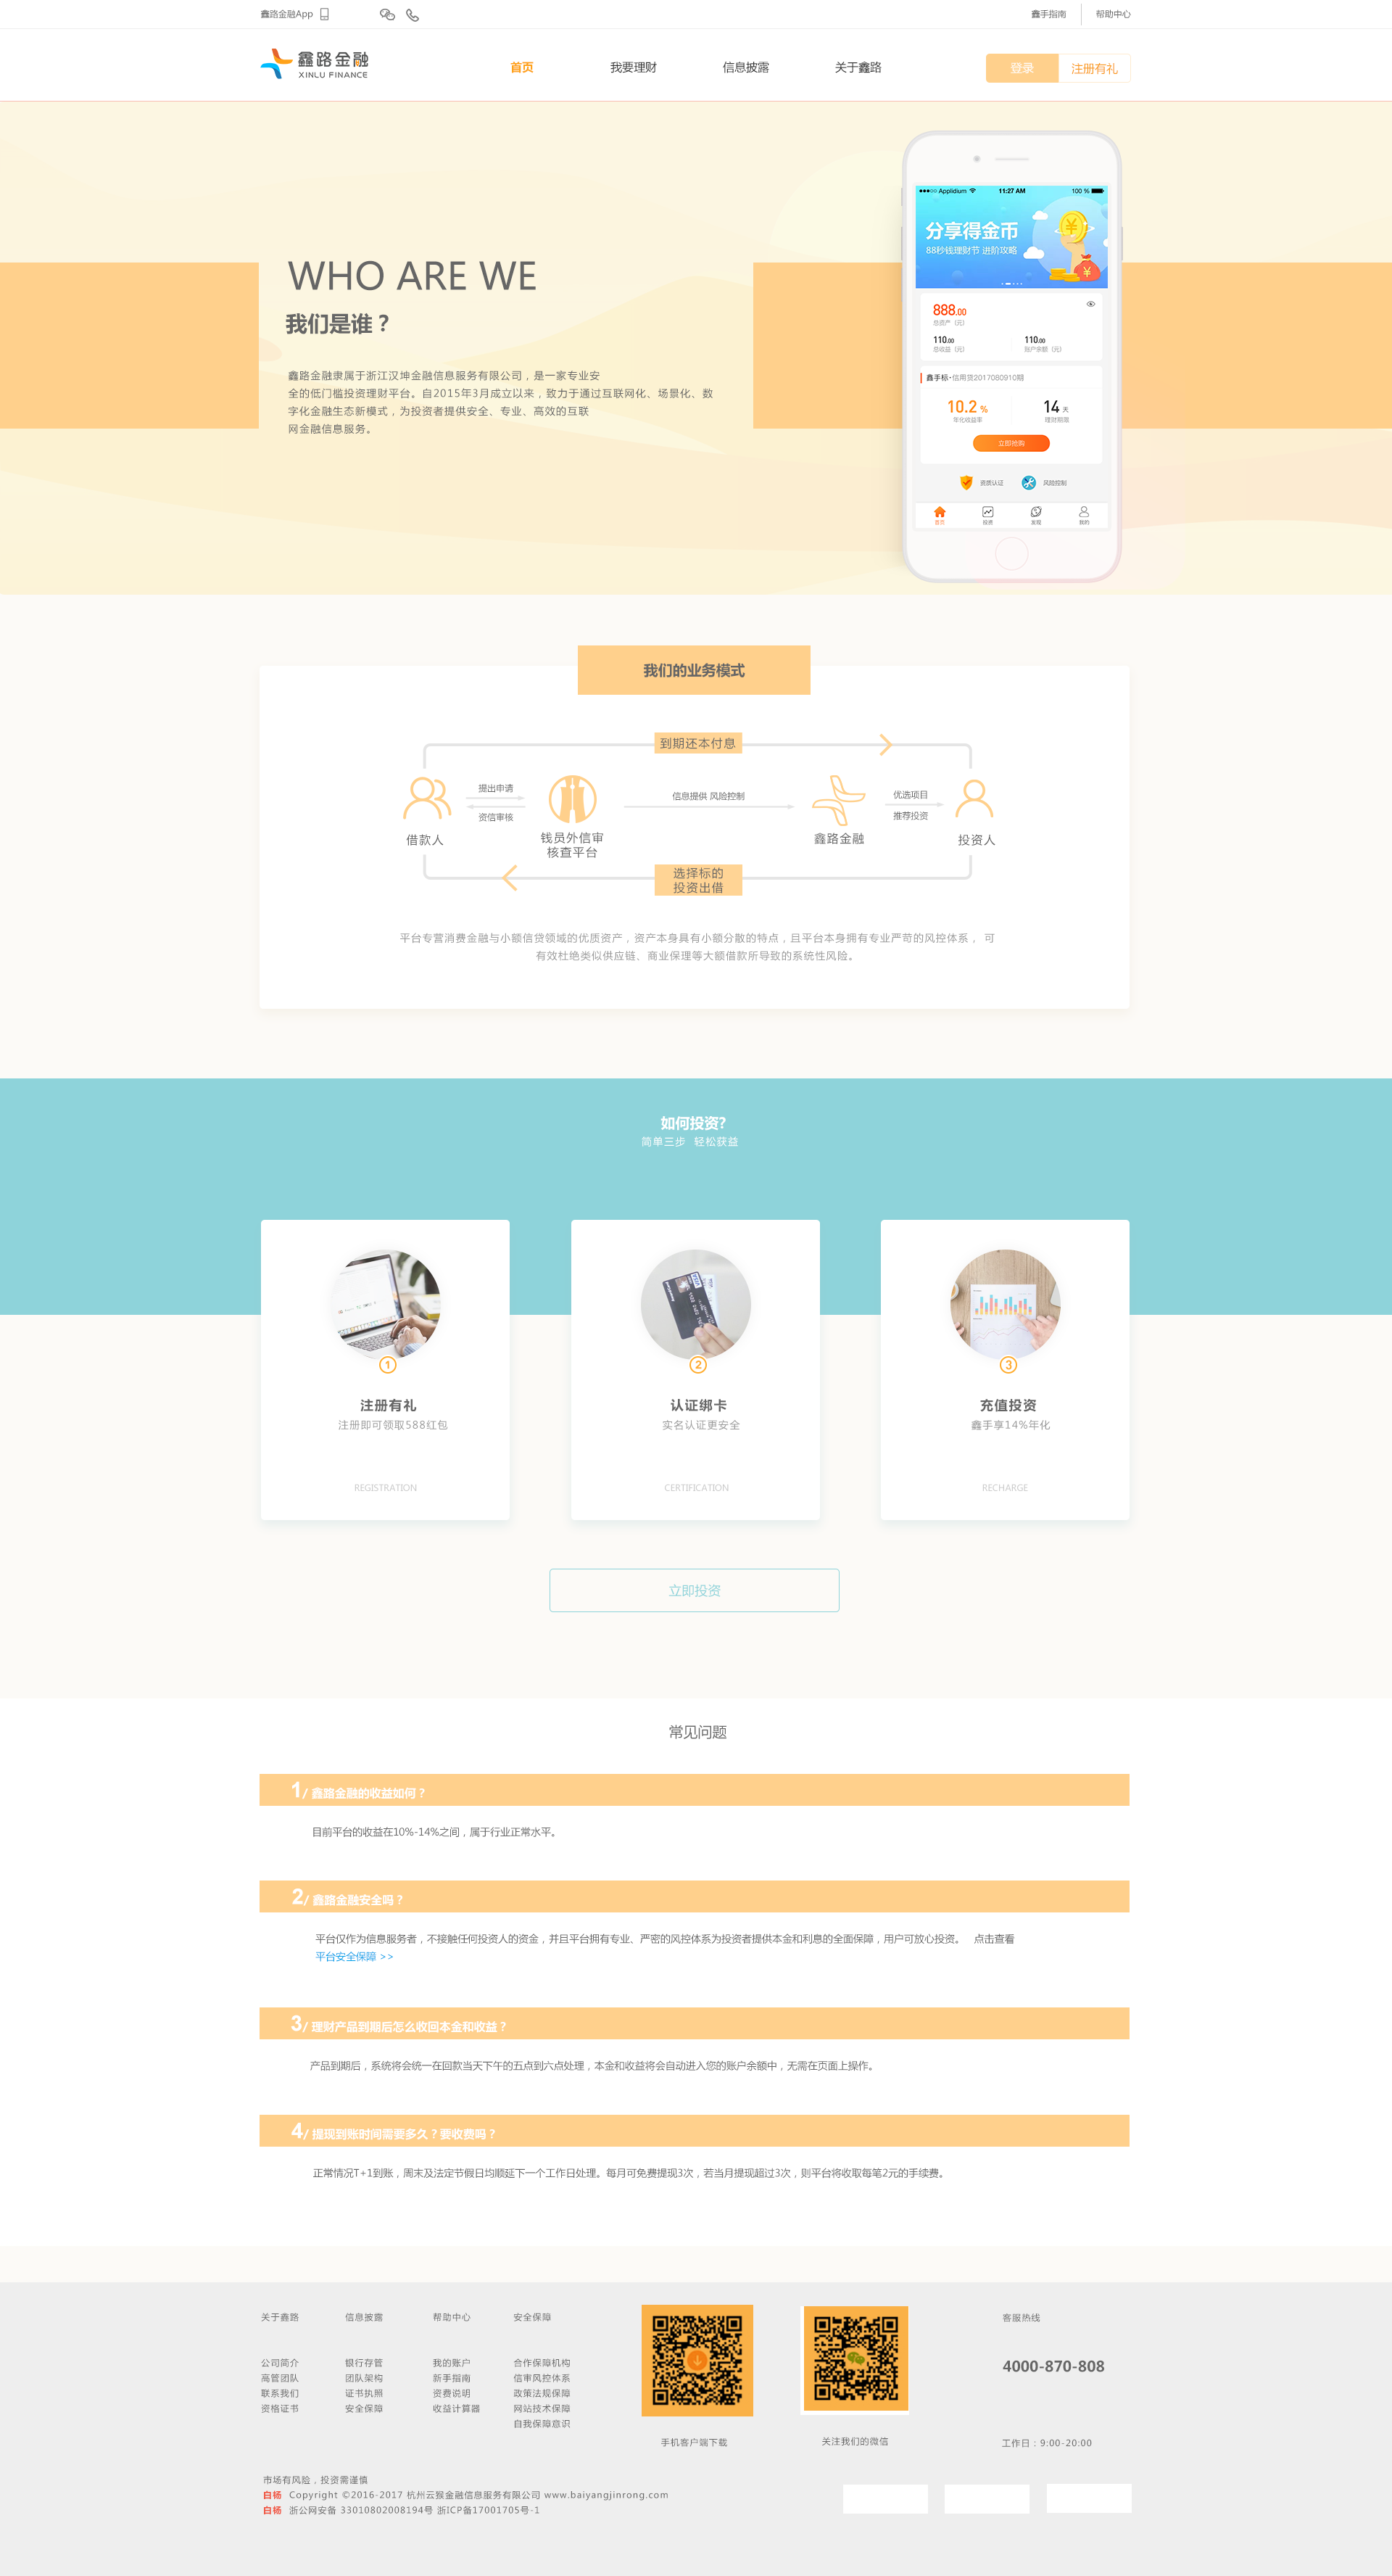 鑫路金融App
鑫手指南
帮助中心
鑫路金融
XINLU FINANCE
首页
我要理财
信息披露
关于鑫路
登录
注册有礼
WHO ARE WE
我们是谁？
鑫路金融隶属于浙江汉坤金融信息服务有限公司，是一家专业安
全的低门槛投资理财平台。自2015年3月成立以来，致力于通过互联网化、场景化、数
字化金融生态新模式，为投资者提供安全、专业、高效的互联
网金融信息服务。
Applidium
11:27 AM
100 %
分享得金币
88秒钱理财节 进阶攻略
888.00
总资产（元）
110.00
110.00
总收益（元）
账户余额（元）
鑫手标-信用贷2017080910期
10.2 %
14 天
年化收益率
理财期限
立即抢购
资质认证
风险控制
首页
投资
发现
我的
我们的业务模式
到期还本付息
提出申请
资信审核
信息提供 风险控制
优选项目
推荐投资
借款人
钱员外信审
核查平台
鑫路金融
投资人
选择标的
投资出借
平台专营消费金融与小额信贷领域的优质资产，资产本身具有小额分散的特点，且平台本身拥有专业严苛的风控体系， 可
有效杜绝类似供应链、商业保理等大额借款所导致的系统性风险。
如何投资?
简单三步 轻松获益
1
2
3
注册有礼
注册即可领取588红包
REGISTRATION
认证绑卡
实名认证更安全
CERTIFICATION
充值投资
鑫手享14%年化
RECHARGE
立即投资
常见问题
1/ 鑫路金融的收益如何？
目前平台的收益在10%-14%之间，属于行业正常水平。
2/ 鑫路金融安全吗？
平台仅作为信息服务者，不接触任何投资人的资金，并且平台拥有专业、严密的风控体系为投资者提供本金和利息的全面保障，用户可放心投资。 点击查看
平台安全保障 >>
3/ 理财产品到期后怎么收回本金和收益？
产品到期后，系统将会统一在回款当天下午的五点到六点处理，本金和收益将会自动进入您的账户余额中，无需在页面上操作。
4/ 提现到账时间需要多久？要收费吗？
正常情况T+1到账，周末及法定节假日均顺延下一个工作日处理。每月可免费提现3次，若当月提现超过3次，则平台将收取每笔2元的手续费。
关于鑫路
公司简介
高管团队
联系我们
资格证书
信息披露
银行存管
团队架构
证书执照
安全保障
帮助中心
我的账户
新手指南
资费说明
收益计算器
安全保障
合作保障机构
信审风控体系
政策法规保障
网站技术保障
自我保障意识
手机客户端下载
关注我们的微信
客服热线
4000-870-808
工作日：9:00-20:00
市场有风险，投资需谨慎
白杨 Copyright ©2016-2017 杭州云猴金融信息服务有限公司 www.baiyangjinrong.com
白杨 浙公网安备 33010802008194号 浙ICP备17001705号-1